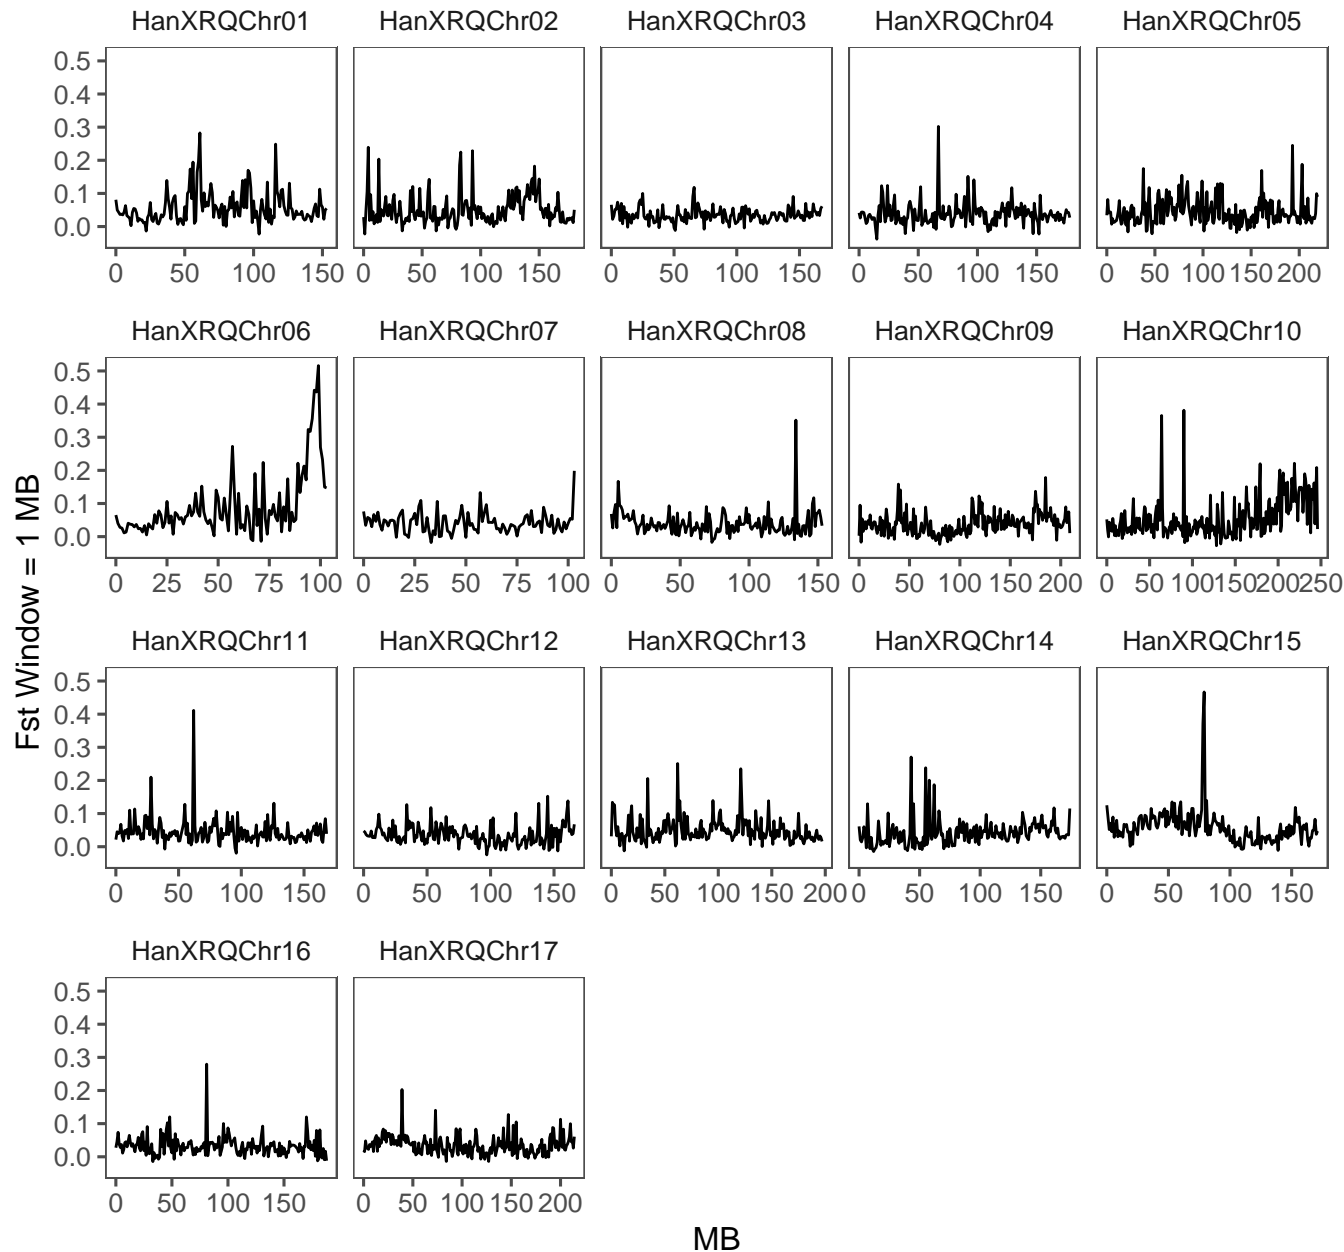 HanXRQChr01 HanXRQChr02 HanXRQChr03 HanXRQChr04 HanXRQChr05
0.5
0.4
0.3
0.2
0.1
0.0
0 50 100 150 0 50 100 150 0 50 100 150 0 50 100 150 0 50 100 150 200
HanXRQChr06 HanXRQChr07 HanXRQChr08 HanXRQChr09 HanXRQChr10
0.5
0.4
0.3
0.2
0.1
0.0
0 25 50 75 100 0 25 50 75 100 0 50 100 150 0 50 100 150 200 0 50 100 150 200 250
Fst Window = 1 MB
HanXRQChr11 HanXRQChr12 HanXRQChr13 HanXRQChr14 HanXRQChr15
0.5
0.4
0.3
0.2
0.1
0.0
0 50 100 150 0 50 100 150 0 50 100 150 200 0 50 100 150 0 50 100 150
HanXRQChr16 HanXRQChr17
0.5
0.4
0.3
0.2
0.1
0.0
0 50 100 150 0 50 100 150 200
MB